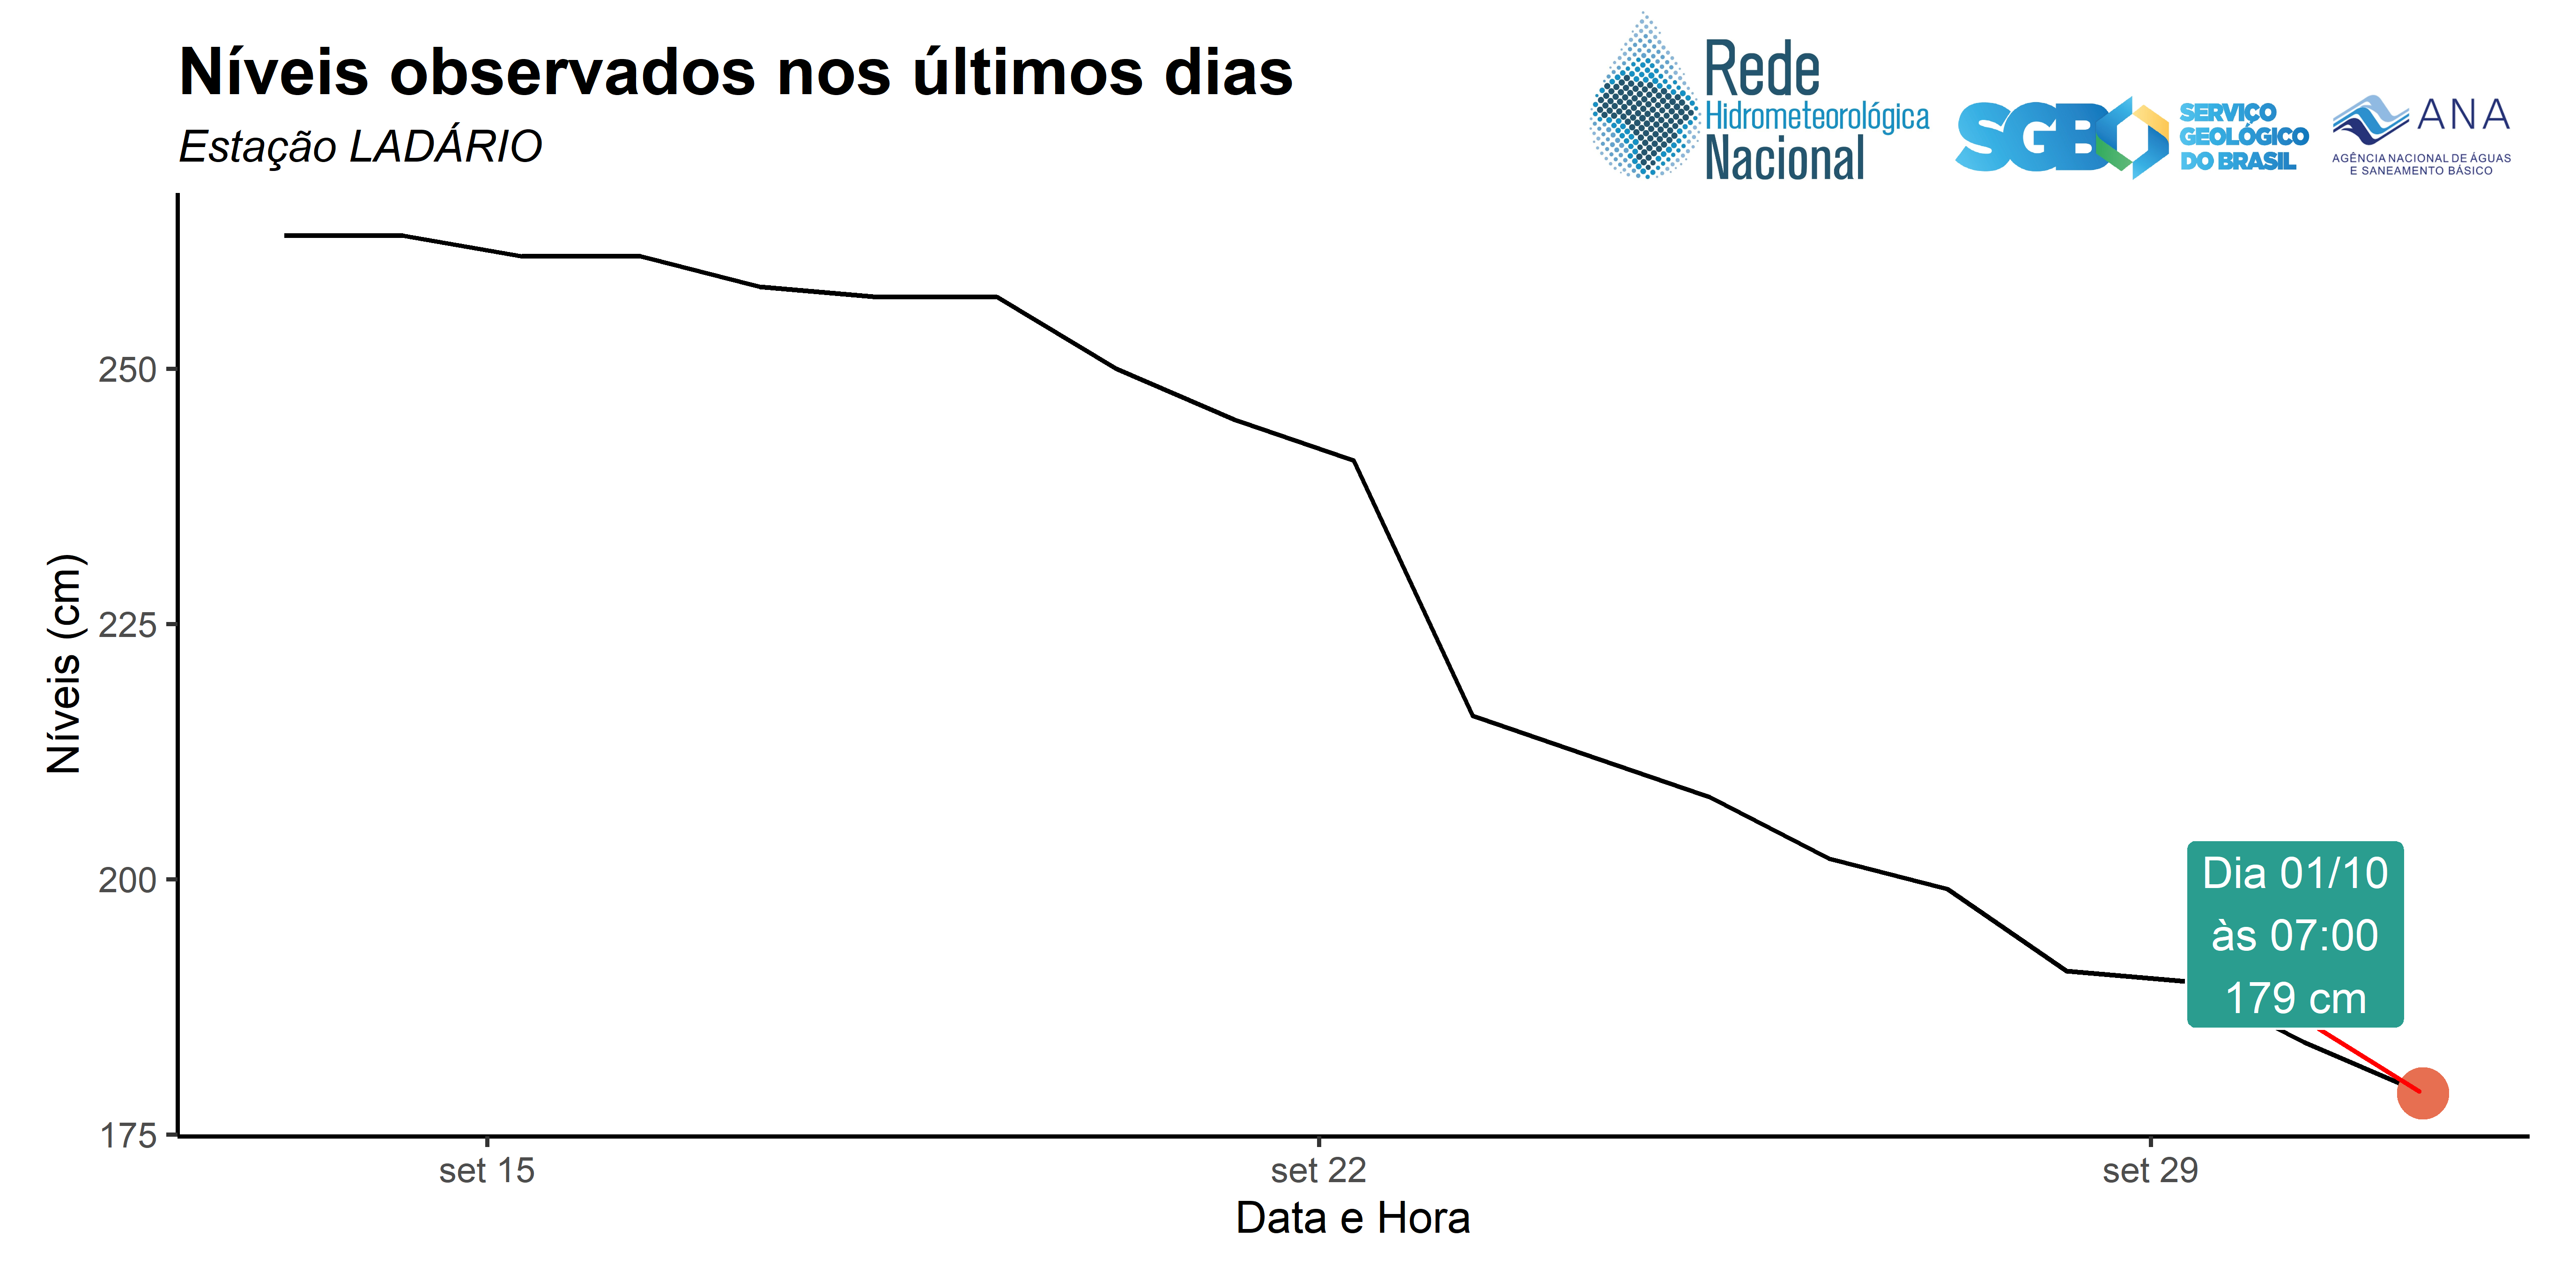 Níveis observados nos últimos dias
Estação LADÁRIO
Rede
Hidrometeorológica
Nacional
SGB
SERVIÇO
GEOLÓGICO
DO BRASIL
ANA
AGÊNCIA NACIONAL DE ÁGUAS
E SANEAMENTO BÁSICO
Níveis (cm)
250
225
200
175
Dia 01/10
às 07:00
179 cm
set 15
set 22
set 29
Data e Hora